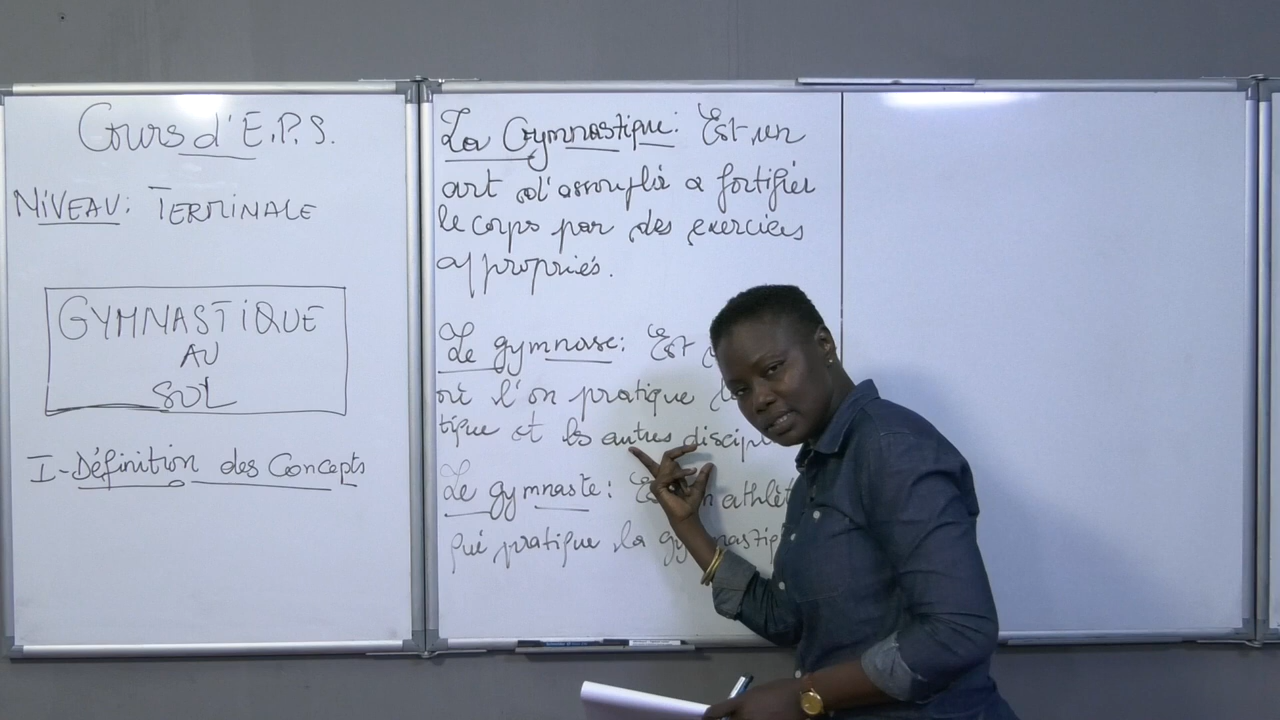 Cours d'E.P.S.
NIVEAU: TERMINALE
GYMNASTIQUE
AU
SOL
I-Définition des Concepts
La Gymnastique: Est un
art d'assouplir a fortifier
le corps par des exercices
appropriés.
Le gymnase: Est
où l'on pratique
tique et les autres discipl
Le gymnaste: athlèt
qui pratique la gymnastiq